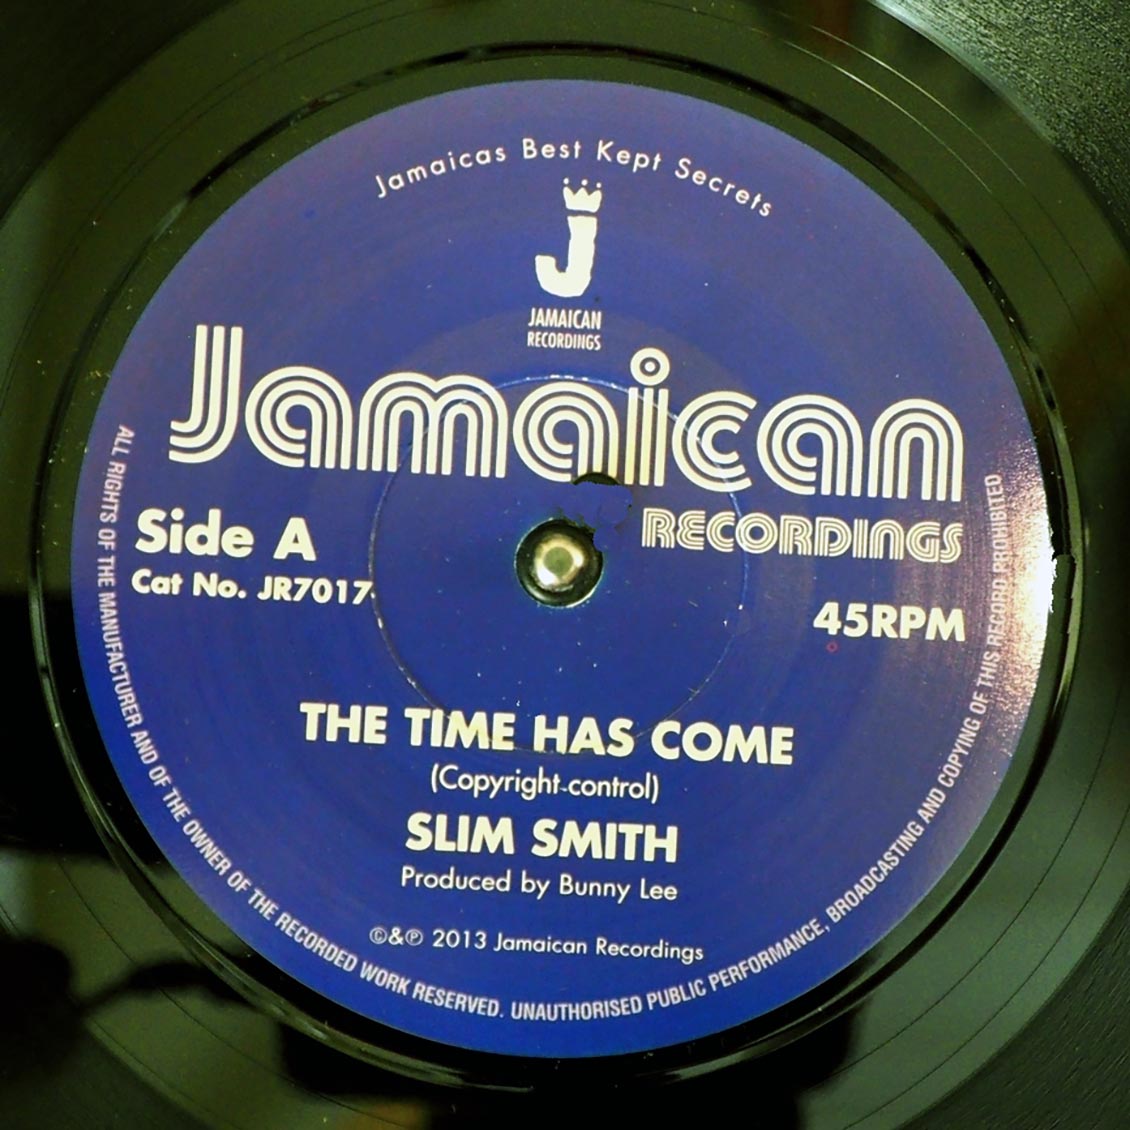 Jamaicas Best Kept Secrets
J
JAMAICAN
RECORDINGS
Jamaican
RECORDINGS
Side A
Cat No. JR7017
45RPM
THE TIME HAS COME
(Copyright-control)
SLIM SMITH
Produced by Bunny Lee
©&℗ 2013 Jamaican Recordings
ALL RIGHTS OF THE MANUFACTURER AND OF THE OWNER OF THE RECORDED WORK RESERVED. UNAUTHORISED PUBLIC PERFORMANCE, BROADCASTING AND COPYING OF THIS RECORD PROHIBITED